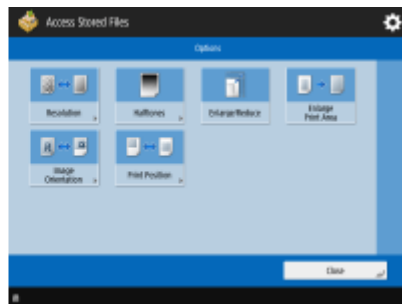 Access Stored Files
Options
Resolution
Halftones
Enlarge/Reduce
Enlarge
Print Area
Image
Orientation
Print Position
Close